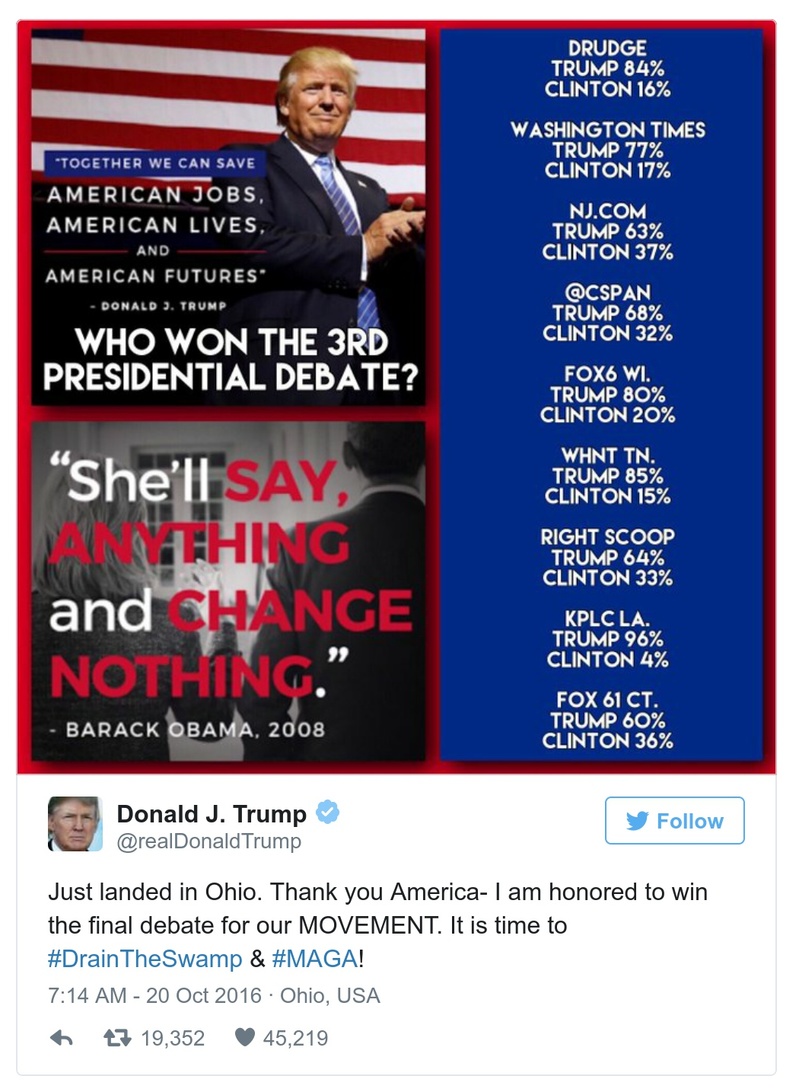 "TOGETHER WE CAN SAVE
AMERICAN JOBS,
AMERICAN LIVES,
AND
AMERICAN FUTURES"
- DONALD J. TRUMP
WHO WON THE 3RD
PRESIDENTIAL DEBATE?
“She'll SAY,
ANYTHING
and CHANGE
NOTHING.”
- BARACK OBAMA, 2008
DRUDGE
TRUMP 84%
CLINTON 16%
WASHINGTON TIMES
TRUMP 77%
CLINTON 17%
NJ.COM
TRUMP 63%
CLINTON 37%
@CSPAN
TRUMP 68%
CLINTON 32%
FOX6 WI.
TRUMP 80%
CLINTON 20%
WHNT TN.
TRUMP 85%
CLINTON 15%
RIGHT SCOOP
TRUMP 64%
CLINTON 33%
KPLC LA.
TRUMP 96%
CLINTON 4%
FOX 61 CT.
TRUMP 60%
CLINTON 36%
Donald J. Trump
@realDonaldTrump
Follow
Just landed in Ohio. Thank you America- I am honored to win
the final debate for our MOVEMENT. It is time to
#DrainTheSwamp & #MAGA!
7:14 AM - 20 Oct 2016 · Ohio, USA
19,352 45,219